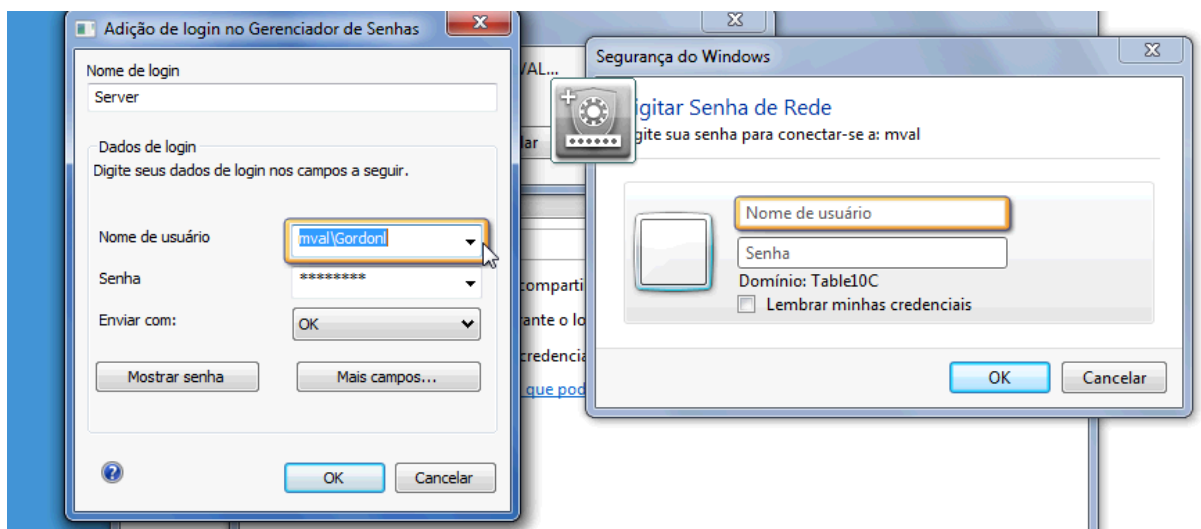 Adição de login no Gerenciador de Senhas
Nome de login
Server
Dados de login
Digite seus dados de login nos campos a seguir.
Nome de usuário
mval\Gordonl
Senha
********
Enviar com:
OK
Mostrar senha
Mais campos...
OK
Cancelar
VAL...
lar
comparti
rante o lo
credencia
que pod
Segurança do Windows
igitar Senha de Rede
gite sua senha para conectar-se a: mval
Nome de usuário
Senha
Domínio: Table10C
Lembrar minhas credenciais
OK
Cancelar